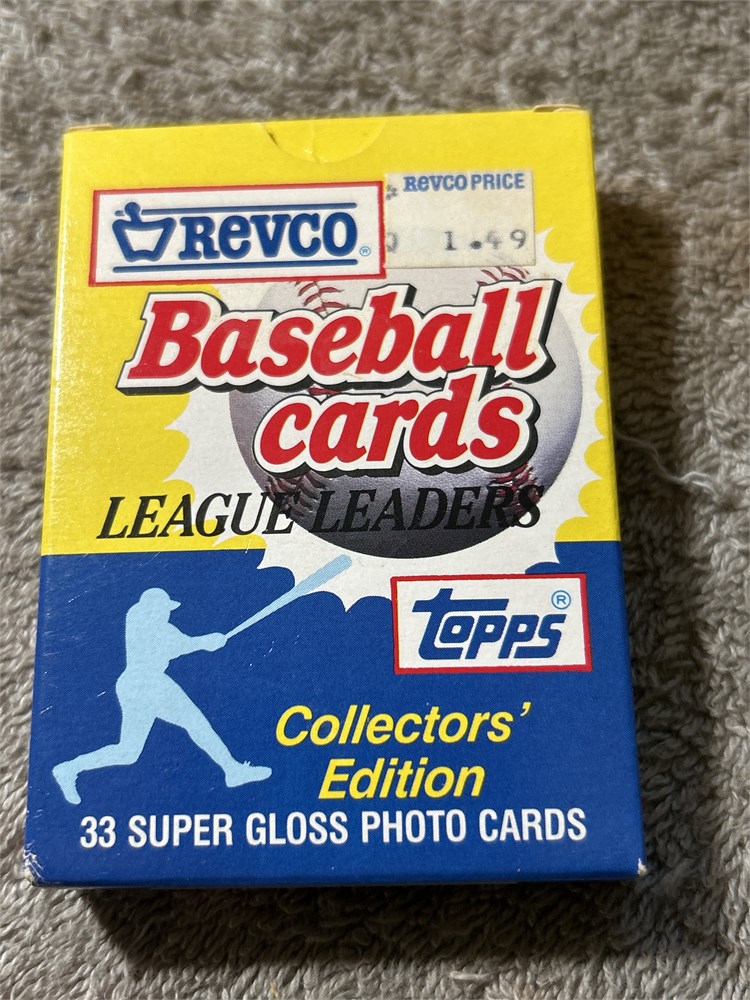 Revco®
Revco PRICE
1.49
Baseball
cards
LEAGUE LEADERS
topps®
Collectors'
Edition
33 SUPER GLOSS PHOTO CARDS